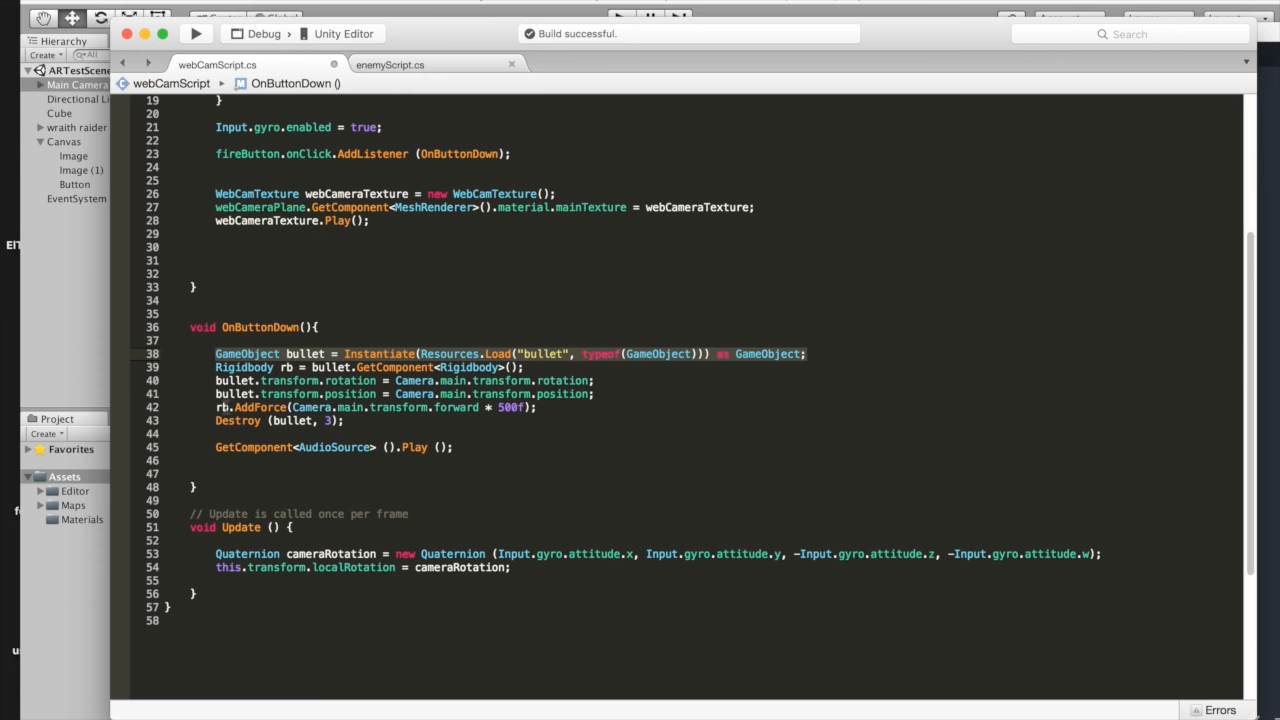 Debug › Unity Editor
Build successful.
Search
Hierarchy
Create
All
ARTestScene
Main Camera
Directional Li
Cube
wraith raider
Canvas
Image
Image (1)
Button
EventSystem
Project
Create
Favorites
Assets
Editor
Maps
Materials
webCamScript.cs
enemyScript.cs
webCamScript
OnButtonDown ()
19 }
20
21 Input.gyro.enabled = true;
22
23 fireButton.onClick.AddListener (OnButtonDown);
24
25
26 WebCamTexture webCameraTexture = new WebCamTexture();
27 webCameraPlane.GetComponent<MeshRenderer>().material.mainTexture = webCameraTexture;
28 webCameraTexture.Play();
29
30
31
32
33 }
34
35
36 void OnButtonDown(){
37
38 GameObject bullet = Instantiate(Resources.Load("bullet", typeof(GameObject))) as GameObject;
39 Rigidbody rb = bullet.GetComponent<Rigidbody>();
40 bullet.transform.rotation = Camera.main.transform.rotation;
41 bullet.transform.position = Camera.main.transform.position;
42 rb.AddForce(Camera.main.transform.forward * 500f);
43 Destroy (bullet, 3);
44
45 GetComponent<AudioSource> ().Play ();
46
47
48 }
49
50 // Update is called once per frame
51 void Update () {
52
53 Quaternion cameraRotation = new Quaternion (Input.gyro.attitude.x, Input.gyro.attitude.y, -Input.gyro.attitude.z, -Input.gyro.attitude.w);
54 this.transform.localRotation = cameraRotation;
55
56 }
57 }
58
Errors